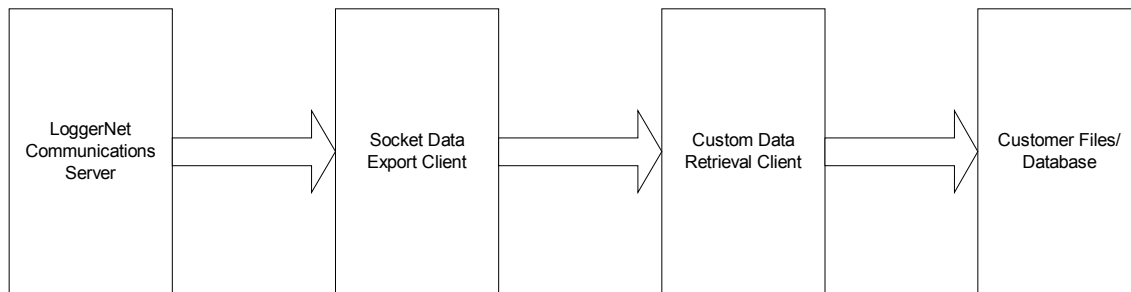 LoggerNet
Communications
Server
Socket Data
Export Client
Custom Data
Retrieval Client
Customer Files/
Database